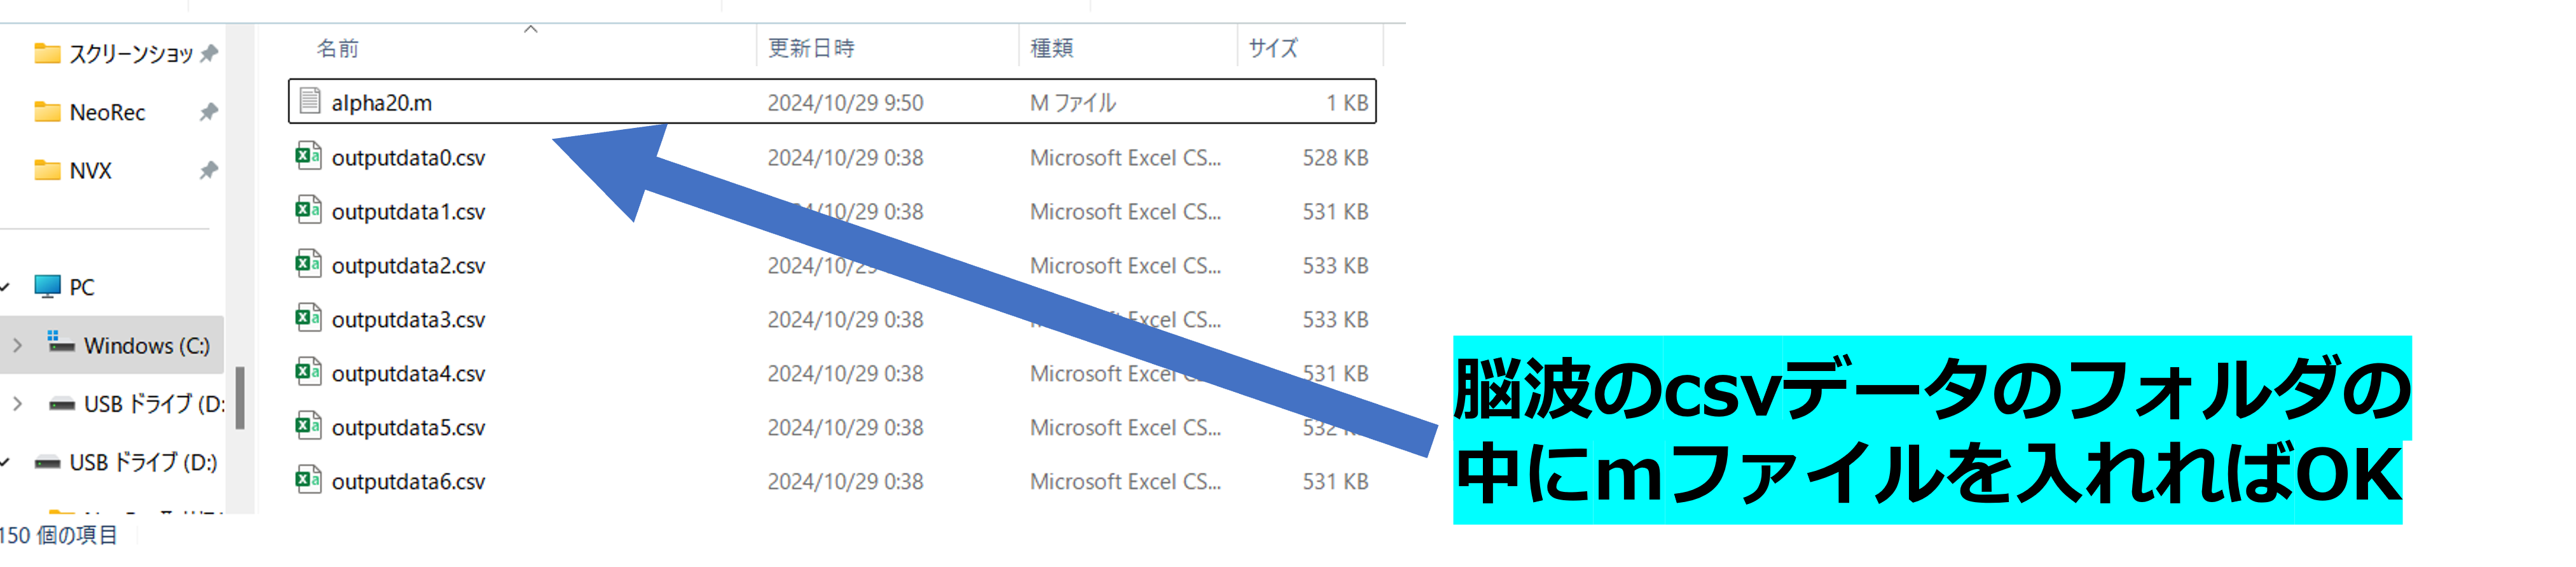 スクリーンショッ
NeoRec
NVX
PC
Windows (C:)
USB ドライブ (D:
USB ドライブ (D:)
150 個の項目
名前 更新日時 種類 サイズ
alpha20.m 2024/10/29 9:50 M ファイル 1 KB
outputdata0.csv 2024/10/29 0:38 Microsoft Excel CS... 528 KB
outputdata1.csv /10/29 0:38 Microsoft Excel CS... 531 KB
outputdata2.csv 2024/10/ Microsoft Excel CS... 533 KB
outputdata3.csv 2024/10/29 0:38 Excel CS... 533 KB
outputdata4.csv 2024/10/29 0:38 Microsoft Excel 531 KB
outputdata5.csv 2024/10/29 0:38 Microsoft Excel CS...
outputdata6.csv 2024/10/29 0:38 Microsoft Excel CS... 531 KB
脳波のcsvデータのフォルダの
中にmファイルを入れればOK